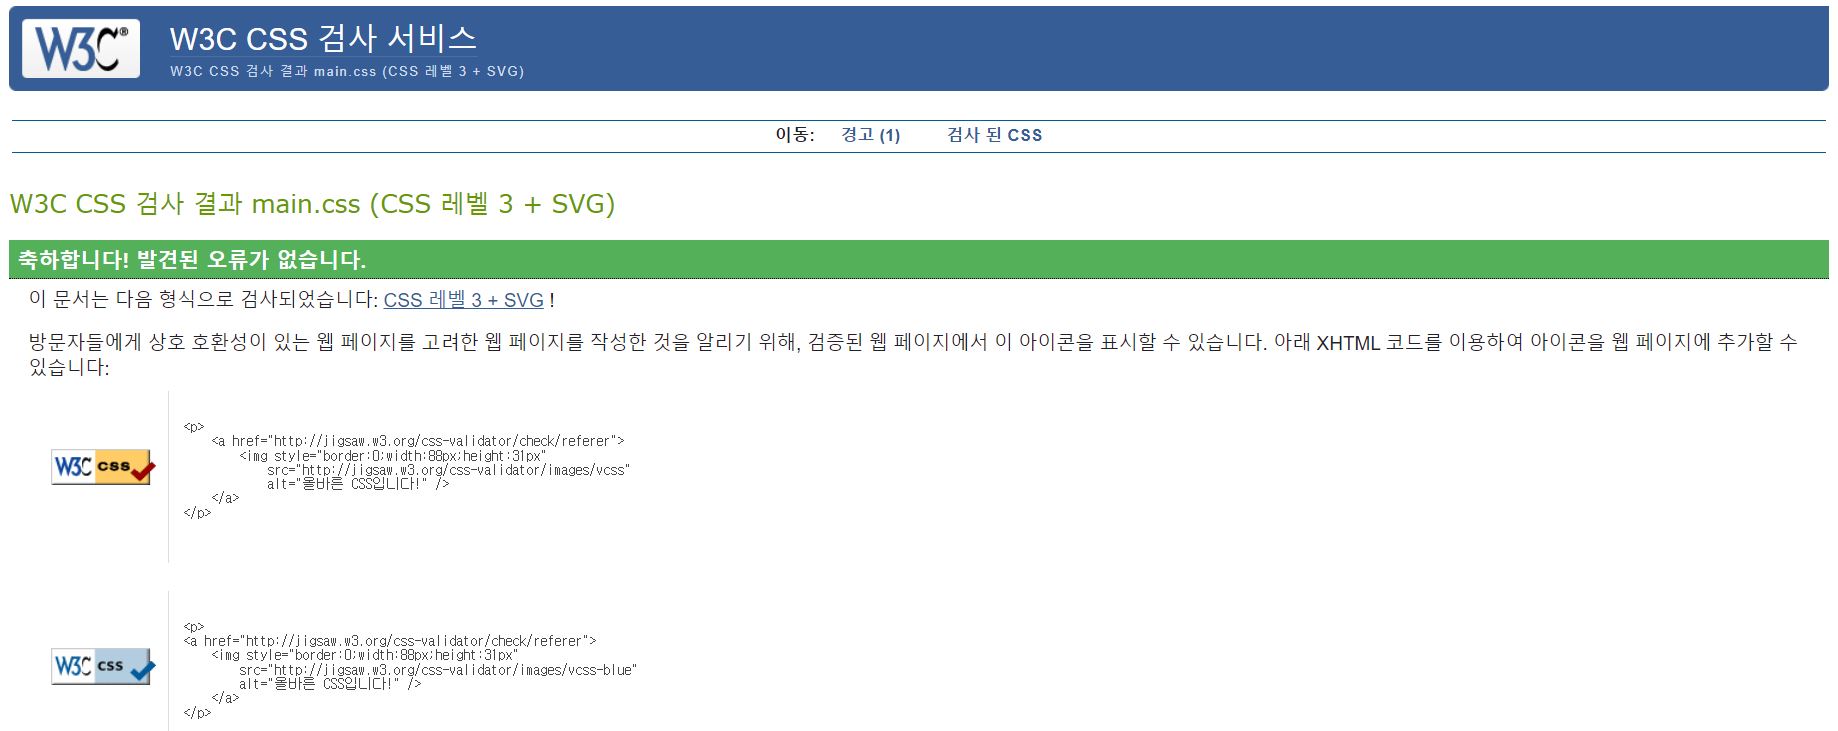 W3C®
W3C CSS 검사 서비스
W3C CSS 검사 결과 main.css (CSS 레벨 3 + SVG)
이동: 경고 (1) 검사 된 CSS
W3C CSS 검사 결과 main.css (CSS 레벨 3 + SVG)
축하합니다! 발견된 오류가 없습니다.
이 문서는 다음 형식으로 검사되었습니다: CSS 레벨 3 + SVG !
방문자들에게 상호 호환성이 있는 웹 페이지를 고려한 웹 페이지를 작성한 것을 알리기 위해, 검증된 웹 페이지에서 이 아이콘을 표시할 수 있습니다. 아래 XHTML 코드를 이용하여 아이콘을 웹 페이지에 추가할 수
있습니다:
W3C css
<p>
<a href="http://jigsaw.w3.org/css-validator/check/referer">
<img style="border:0;width:88px;height:31px"
src="http://jigsaw.w3.org/css-validator/images/vcss"
alt="올바른 CSS입니다!" />
</a>
</p>
W3C css
<p>
<a href="http://jigsaw.w3.org/css-validator/check/referer">
<img style="border:0;width:88px;height:31px"
src="http://jigsaw.w3.org/css-validator/images/vcss-blue"
alt="올바른 CSS입니다!" />
</a>
</p>